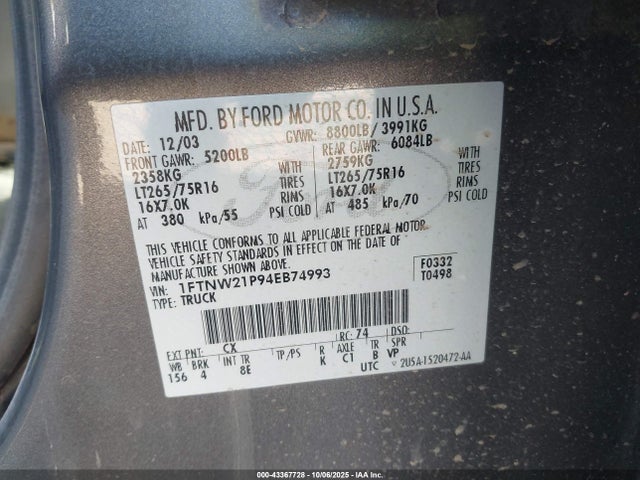 MFD. BY FORD MOTOR CO. IN U.S.A.
DATE: 12/03 GVWR: 8800LB/ 3991KG
FRONT GAWR: 5200LB REAR GAWR: 6084LB
2358KG WITH 2759KG WITH
LT265/75R16 TIRES LT265/75R16 TIRES
16X7.0K RIMS 16X7.0K RIMS
AT 380 kPa/55 PSI COLD AT 485 kPa/70 PSI COLD
THIS VEHICLE CONFORMS TO ALL APPLICABLE FEDERAL MOTOR
VEHICLE SAFETY STANDARDS IN EFFECT ON THE DATE OF
MANUFACTURE SHOWN ABOVE.
VIN: 1FTNW21P94EB74993 F0332
TYPE: TRUCK T0498
EXT PNT: CX RC: 74 DSO:
WB BRK INT TR TP/PS R AXLE TR SPR
156 4 8E K C1 B VP
UTC 2U5A-1520472-AA
Ford
© 00-43367728 - 10/06/2025 - IAA Inc.